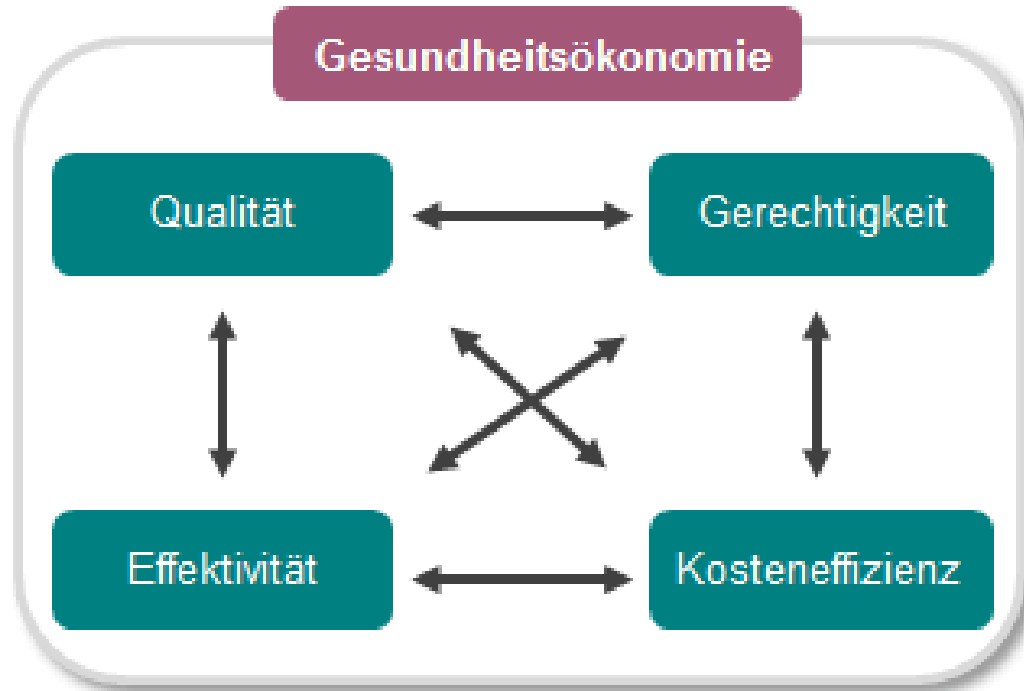 Gesundheitsökonomie
Qualität
Gerechtigkeit
Effektivität
Kosteneffizienz